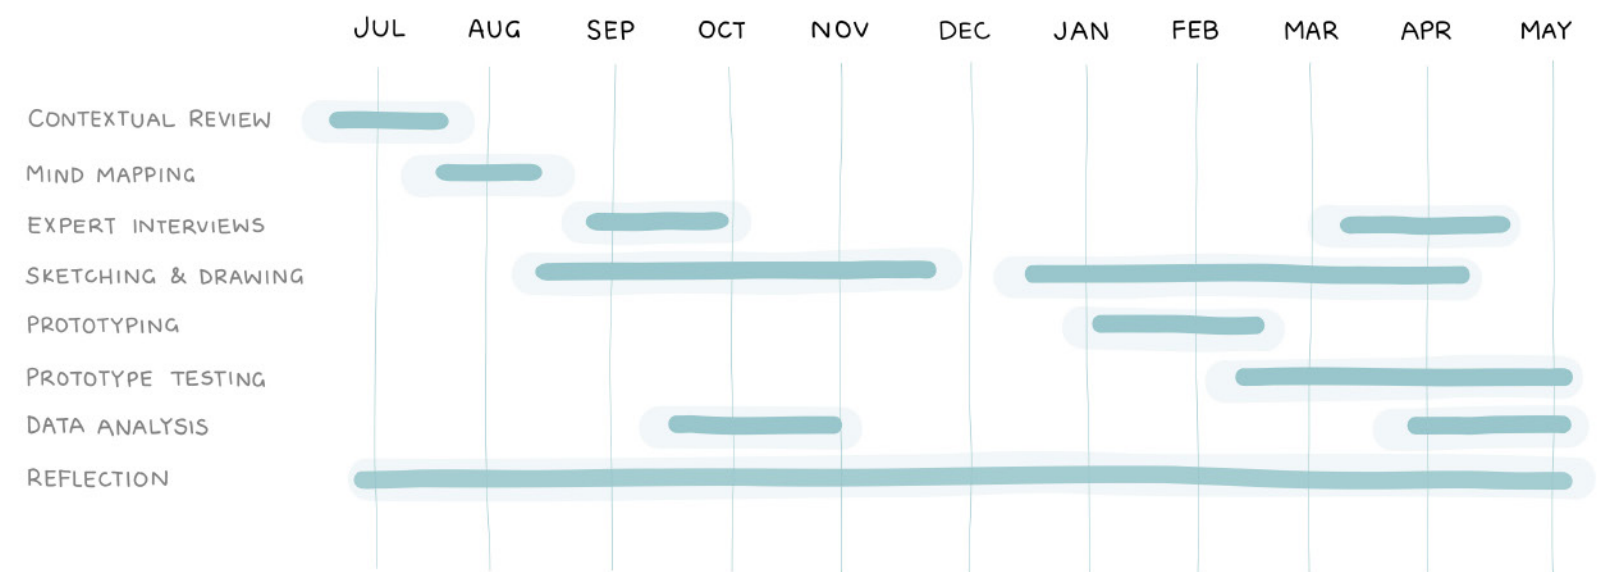 JUL AUG SEP OCT NOV DEC JAN FEB MAR APR MAY
CONTEXTUAL REVIEW
MIND MAPPING
EXPERT INTERVIEWS
SKETCHING & DRAWING
PROTOTYPING
PROTOTYPE TESTING
DATA ANALYSIS
REFLECTION